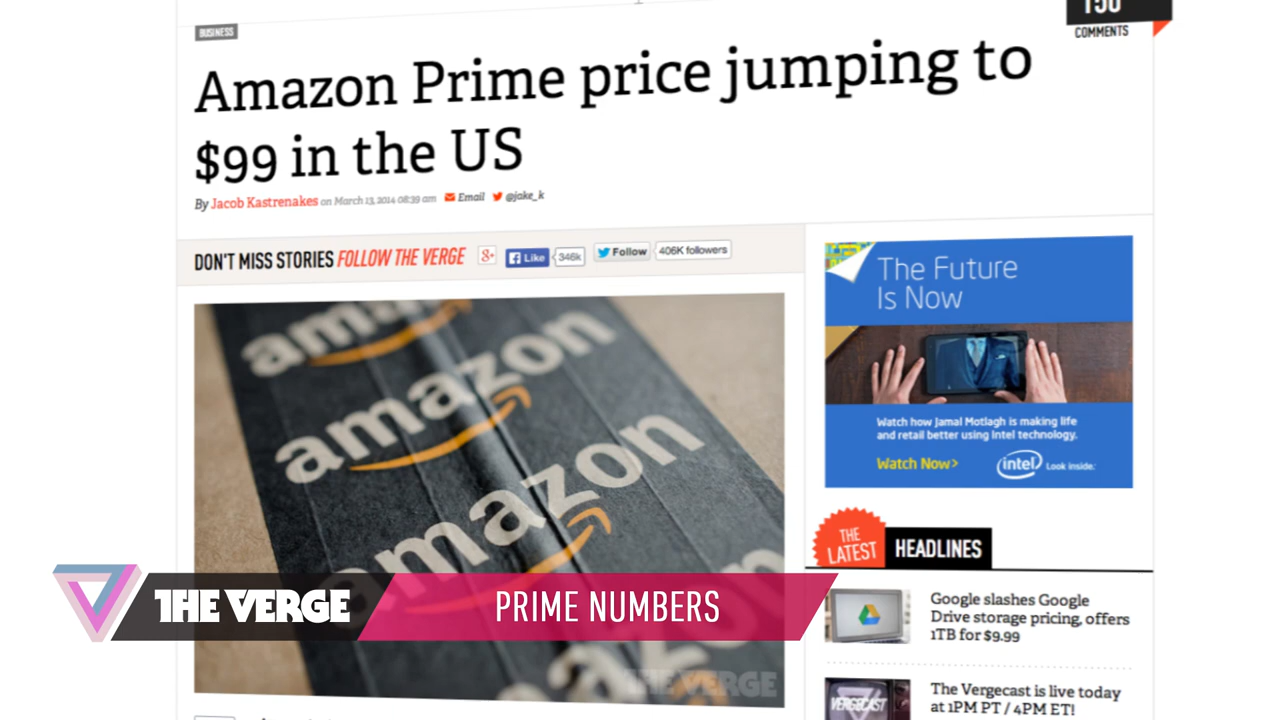 150
COMMENTS
BUSINESS
Amazon Prime price jumping to
$99 in the US
By Jacob Kastrenakes on March 13, 2014 08:39 am Email @jake_k
DON'T MISS STORIES FOLLOW THE VERGE 8+ Like 346k Follow 406K followers
amazon
amazon
amazon
amazon
THE VERGE
The Future
Is Now
Watch how Jamal Motlagh is making life
and retail better using Intel technology.
Watch Now>
intel Look inside.
THE
LATEST
HEADLINES
Google slashes Google
Drive storage pricing, offers
1TB for $9.99
VERGECAST
The Vergecast is live today
at 1PM PT / 4PM ET!
THE VERGE
PRIME NUMBERS